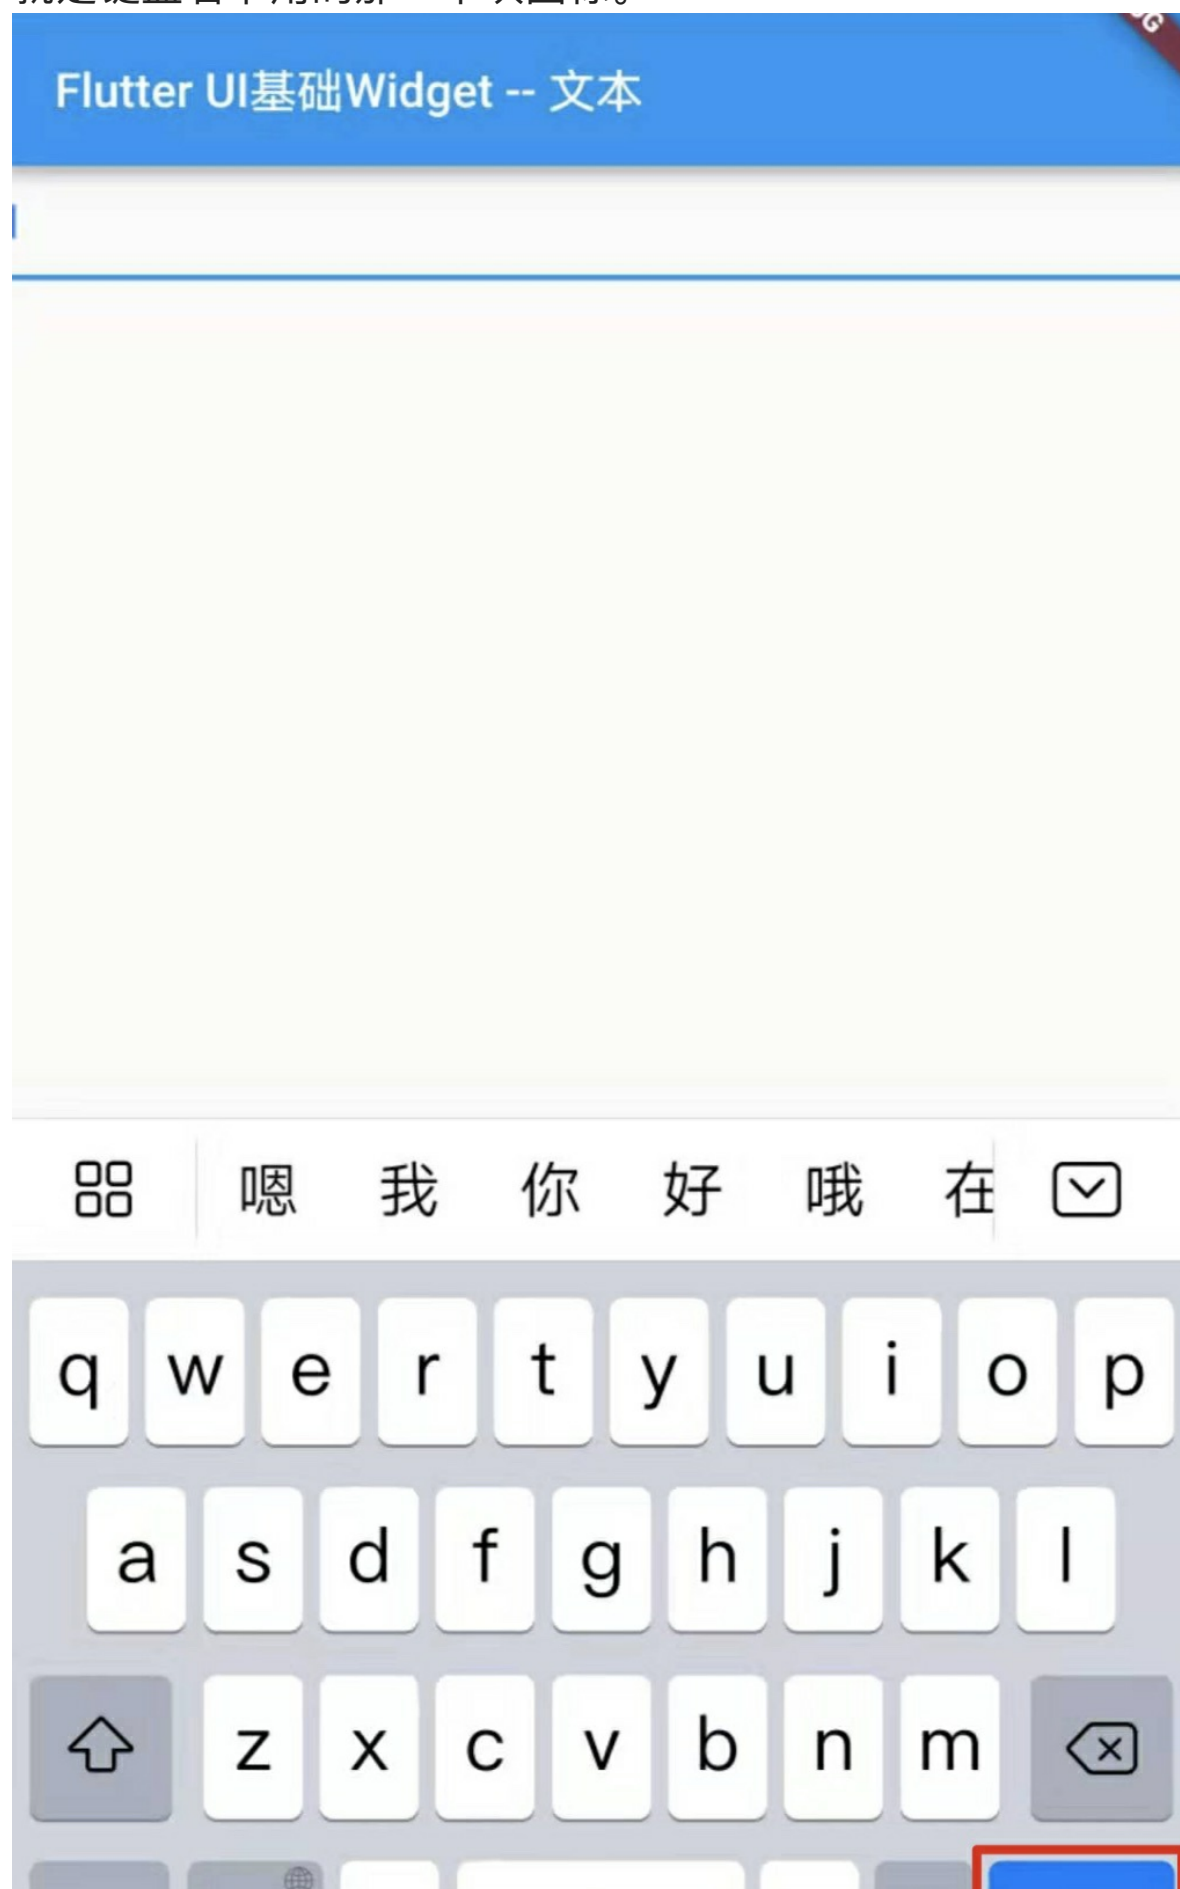 Flutter UI基础Widget -- 文本
嗯 我 你 好 哦 在
q w e r t y u i o p
a s d f g h j k l
z x c v b n m